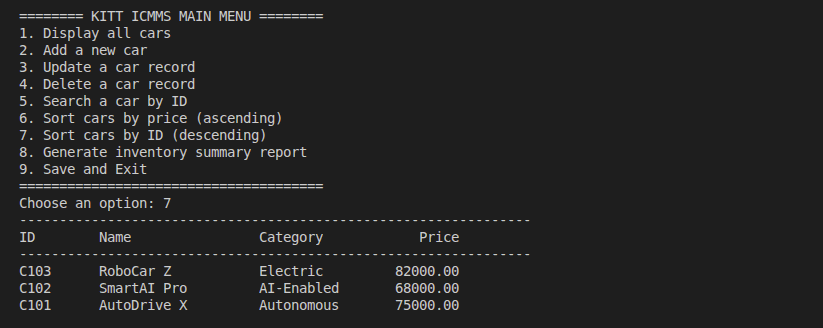 ======== KITT ICMMS MAIN MENU ========
1. Display all cars
2. Add a new car
3. Update a car record
4. Delete a car record
5. Search a car by ID
6. Sort cars by price (ascending)
7. Sort cars by ID (descending)
8. Generate inventory summary report
9. Save and Exit
======================================
Choose an option: 7
----------------------------------------------------------------
ID        Name                Category            Price
----------------------------------------------------------------
C103      RoboCar Z           Electric         82000.00
C102      SmartAI Pro         AI-Enabled       68000.00
C101      AutoDrive X         Autonomous       75000.00